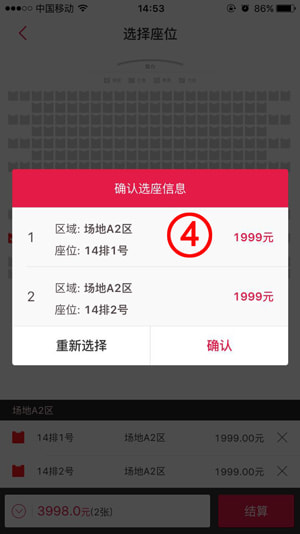 中国移动
14:53
86%
选择座位
舞台
确认选座信息
1
区域: 场地A2区
座位: 14排1号
1999元
④
2
区域: 场地A2区
座位: 14排2号
1999元
重新选择
确认
场地A2区
14排1号 场地A2区 1999.00元
14排2号 场地A2区 1999.00元
3998.0元(2张)
结算